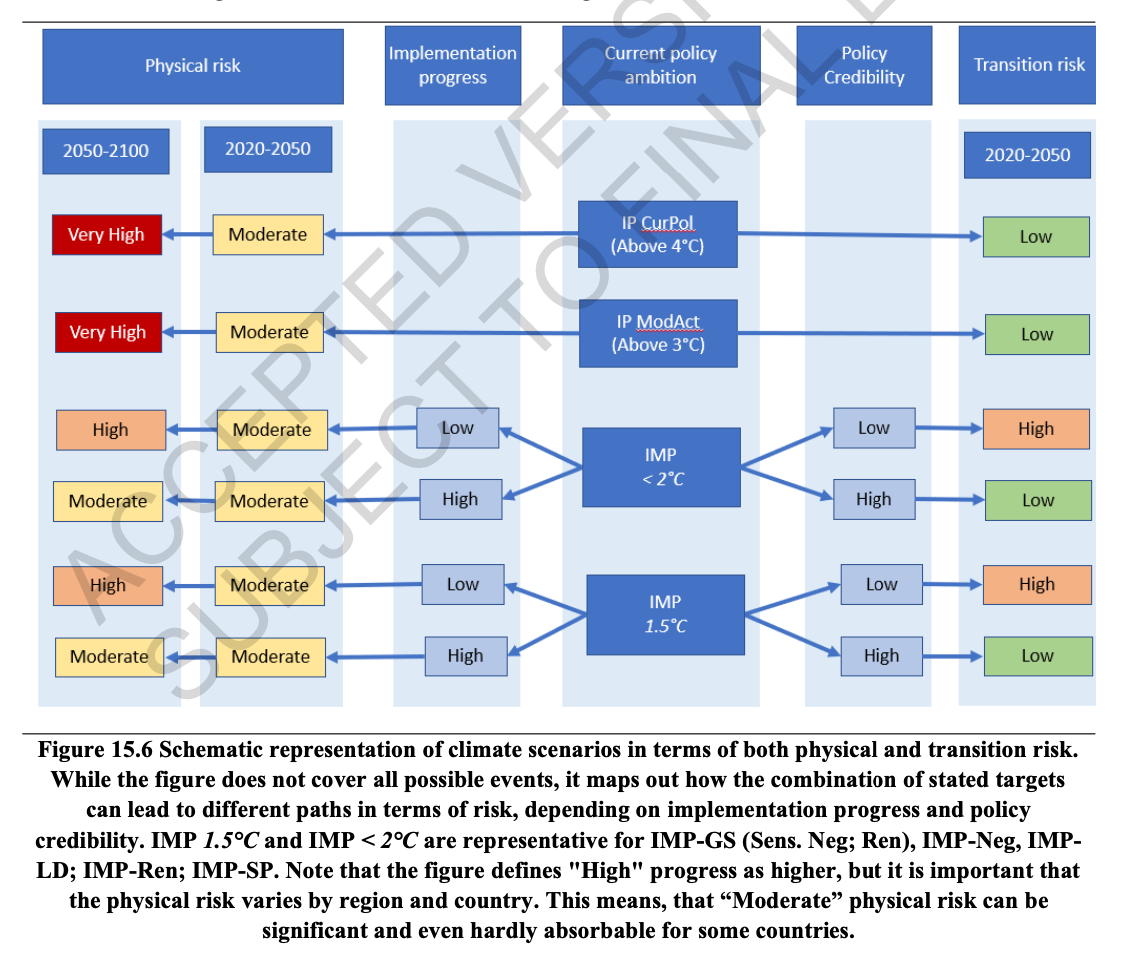 Physical risk
Implementation
progress
Current policy
ambition
Policy
Credibility
Transition risk
2050-2100
2020-2050
2020-2050
Very High
Moderate
IP CurPol
(Above 4°C)
Low
Very High
Moderate
IP ModAct
(Above 3°C)
Low
High
Moderate
Low
IMP
< 2°C
Low
High
Moderate
Moderate
High
High
Low
High
Moderate
Low
IMP
1.5°C
Low
High
Moderate
Moderate
High
High
Low
ACCEPTED
SUBJECT TO FINAL
Figure 15.6 Schematic representation of climate scenarios in terms of both physical and transition risk.
While the figure does not cover all possible events, it maps out how the combination of stated targets
can lead to different paths in terms of risk, depending on implementation progress and policy
credibility. IMP 1.5°C and IMP < 2°C are representative for IMP-GS (Sens. Neg; Ren), IMP-Neg, IMP-
LD; IMP-Ren; IMP-SP. Note that the figure defines "High" progress as higher, but it is important that
the physical risk varies by region and country. This means, that “Moderate” physical risk can be
significant and even hardly absorbable for some countries.